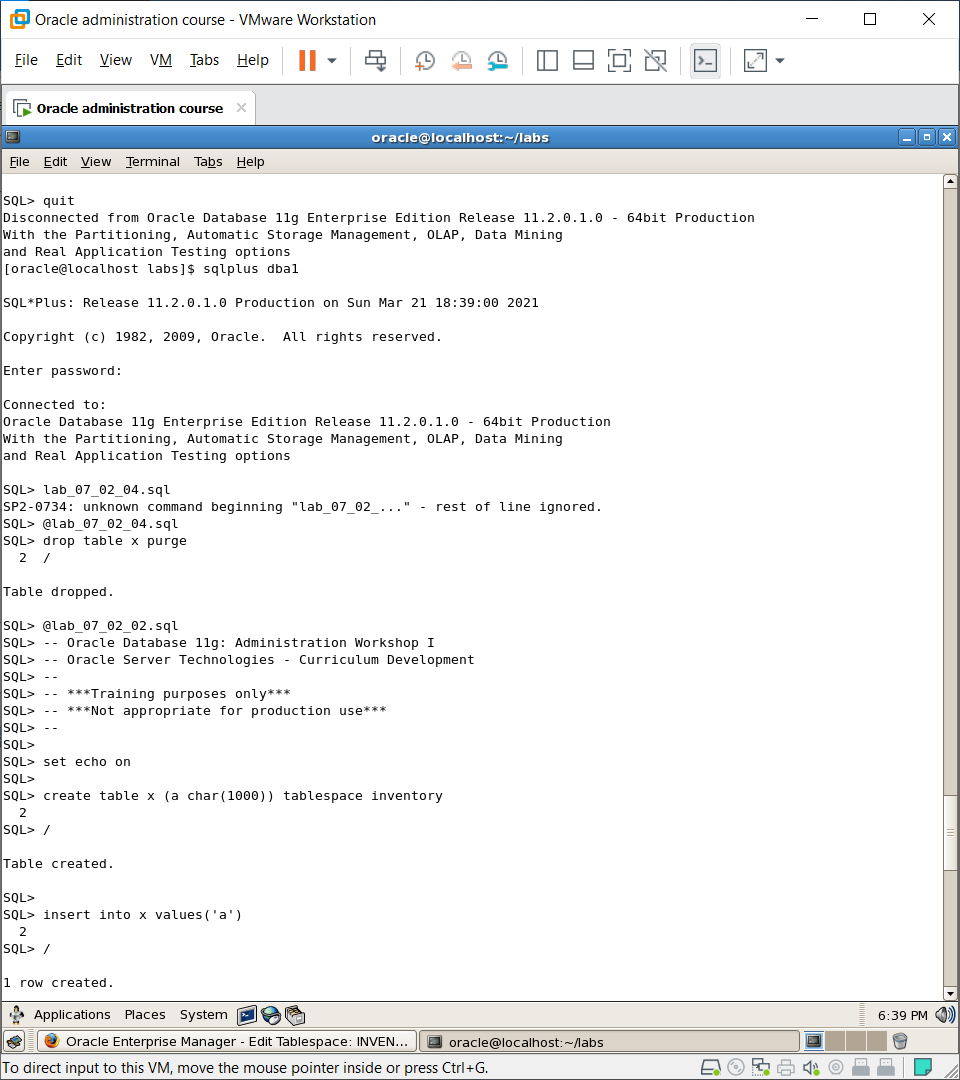 Oracle administration course - VMware Workstation
File Edit View VM Tabs Help
Oracle administration course
oracle@localhost:~/labs
File Edit View Terminal Tabs Help
SQL> quit
Disconnected from Oracle Database 11g Enterprise Edition Release 11.2.0.1.0 - 64bit Production
With the Partitioning, Automatic Storage Management, OLAP, Data Mining
and Real Application Testing options
[oracle@localhost labs]$ sqlplus dba1
SQL*Plus: Release 11.2.0.1.0 Production on Sun Mar 21 18:39:00 2021
Copyright (c) 1982, 2009, Oracle.  All rights reserved.
Enter password:
Connected to:
Oracle Database 11g Enterprise Edition Release 11.2.0.1.0 - 64bit Production
With the Partitioning, Automatic Storage Management, OLAP, Data Mining
and Real Application Testing options
SQL> lab_07_02_04.sql
SP2-0734: unknown command beginning "lab_07_02_..." - rest of line ignored.
SQL> @lab_07_02_04.sql
SQL> drop table x purge
  2  /
Table dropped.
SQL> @lab_07_02_02.sql
SQL> -- Oracle Database 11g: Administration Workshop I
SQL> -- Oracle Server Technologies - Curriculum Development
SQL> --
SQL> -- ***Training purposes only***
SQL> -- ***Not appropriate for production use***
SQL> --
SQL>
SQL> set echo on
SQL>
SQL> create table x (a char(1000)) tablespace inventory
  2
SQL> /
Table created.
SQL>
SQL> insert into x values('a')
  2
SQL> /
1 row created.
Applications Places System 6:39 PM
Oracle Enterprise Manager - Edit Tablespace: INVEN... oracle@localhost:~/labs
To direct input to this VM, move the mouse pointer inside or press Ctrl+G.